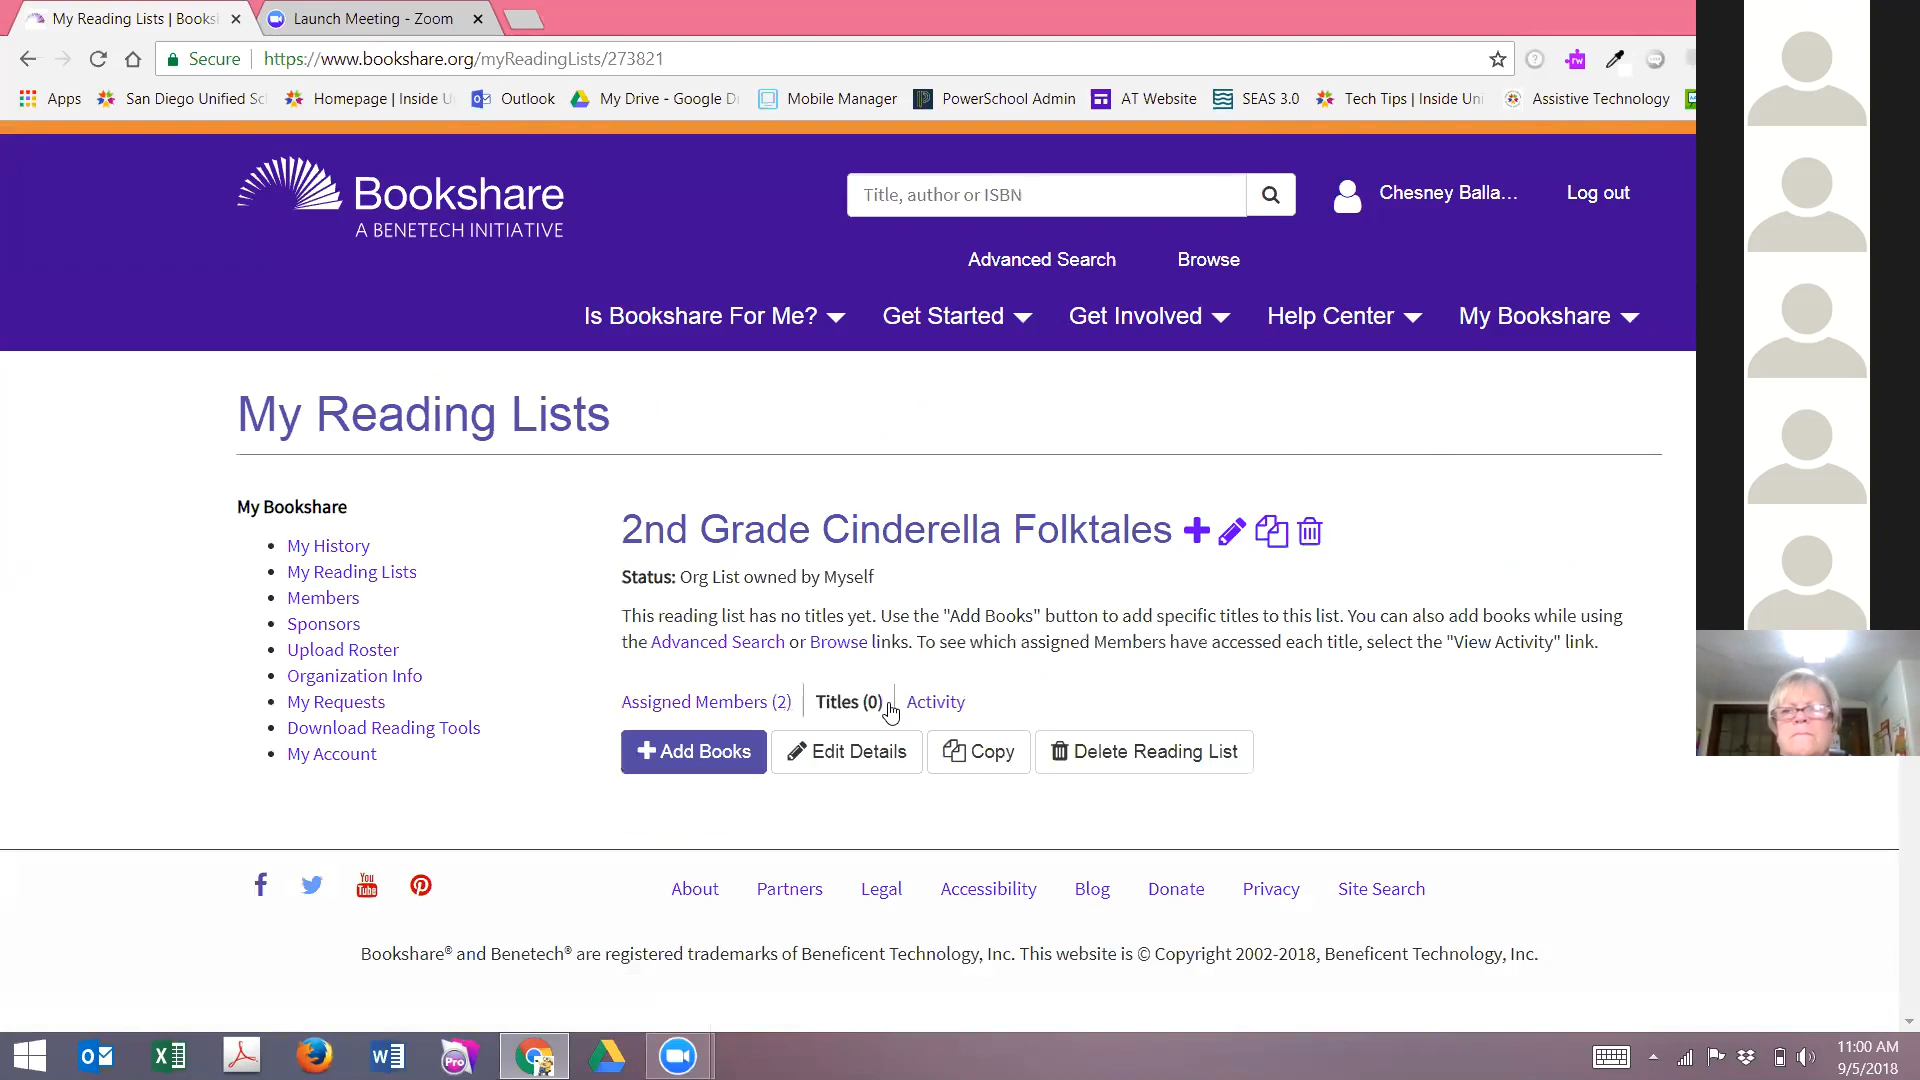 My Reading Lists | Books
Launch Meeting - Zoom
Secure
https://www.bookshare.org/myReadingLists/273821
Apps
San Diego Unified Sc
Homepage | Inside U
Outlook
My Drive - Google D
Mobile Manager
PowerSchool Admin
AT Website
SEAS 3.0
Tech Tips | Inside Uni
Assistive Technology
Bookshare
A BENETECH INITIATIVE
Title, author or ISBN
Chesney Balla...
Log out
Advanced Search
Browse
Is Bookshare For Me?
Get Started
Get Involved
Help Center
My Bookshare
My Reading Lists
My Bookshare
My History
My Reading Lists
Members
Sponsors
Upload Roster
Organization Info
My Requests
Download Reading Tools
My Account
2nd Grade Cinderella Folktales
Status: Org List owned by Myself
This reading list has no titles yet. Use the "Add Books" button to add specific titles to this list. You can also add books while using
the Advanced Search or Browse links. To see which assigned Members have accessed each title, select the "View Activity" link.
Assigned Members (2)
Titles (0)
Activity
Add Books
Edit Details
Copy
Delete Reading List
You
Tube
About
Partners
Legal
Accessibility
Blog
Donate
Privacy
Site Search
Bookshare® and Benetech® are registered trademarks of Beneficent Technology, Inc. This website is © Copyright 2002-2018, Beneficent Technology, Inc.
Pro
11:00 AM
9/5/2018